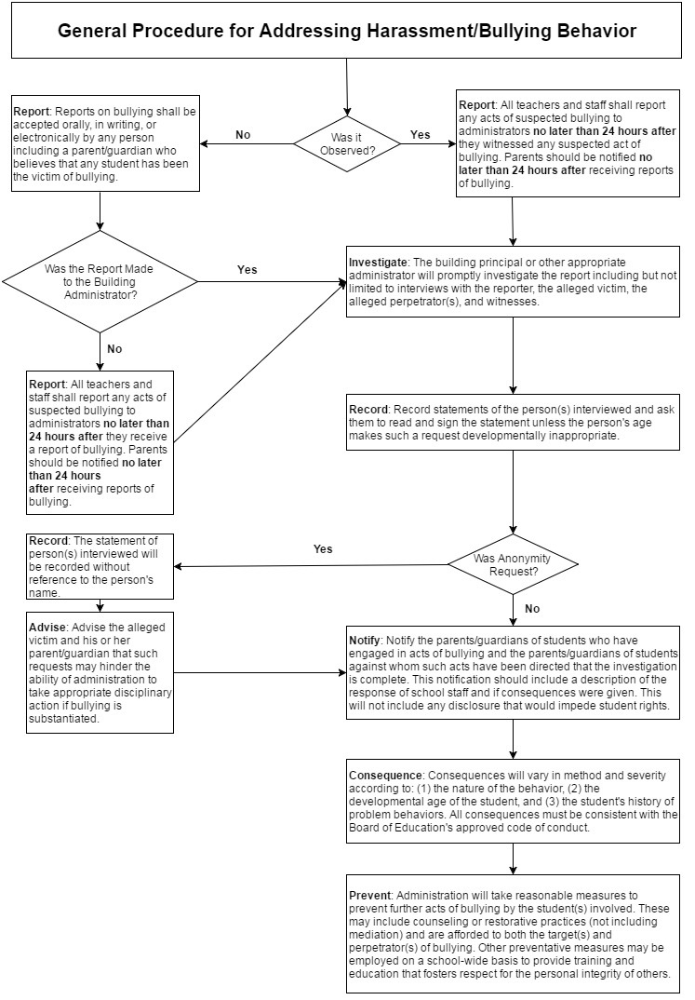 General Procedure for Addressing Harassment/Bullying Behavior
Was it
Observed?
No
Yes
Report: Reports on bullying shall be
accepted orally, in writing, or
electronically by any person
including a parent/guardian who
believes that any student has been
the victim of bullying.
Report: All teachers and staff shall report
any acts of suspected bullying to
administrators no later than 24 hours after
they witnessed any suspected act of
bullying. Parents should be notified no
later than 24 hours after receiving reports
of bullying.
Was the Report Made
to the Building
Administrator?
Yes
No
Investigate: The building principal or other appropriate
administrator will promptly investigate the report including but not
limited to interviews with the reporter, the alleged victim, the
alleged perpetrator(s), and witnesses.
Report: All teachers and
staff shall report any acts of
suspected bullying to
administrators no later than
24 hours after they receive
a report of bullying. Parents
should be notified no later
than 24 hours
after receiving reports of
bullying.
Record: Record statements of the person(s) interviewed and ask
them to read and sign the statement unless the person's age
makes such a request developmentally inappropriate.
Was Anonymity
Request?
Yes
No
Record: The statement of
person(s) interviewed will
be recorded without
reference to the person's
name.
Advise: Advise the alleged
victim and his or her
parent/guardian that such
requests may hinder the
ability of administration to
take appropriate disciplinary
action if bullying is
substantiated.
Notify: Notify the parents/guardians of students who have
engaged in acts of bullying and the parents/guardians of students
against whom such acts have been directed that the investigation
is complete. This notification should include a description of the
response of school staff and if consequences were given. This
will not include any disclosure that would impede student rights.
Consequence: Consequences will vary in method and severity
according to: (1) the nature of the behavior, (2) the
developmental age of the student, and (3) the student's history of
problem behaviors. All consequences must be consistent with the
Board of Education's approved code of conduct.
Prevent: Administration will take reasonable measures to
prevent further acts of bullying by the student(s) involved. These
may include counseling or restorative practices (not including
mediation) and are afforded to both the target(s) and
perpetrator(s) of bullying. Other preventative measures may be
employed on a school-wide basis to provide training and
education that fosters respect for the personal integrity of others.